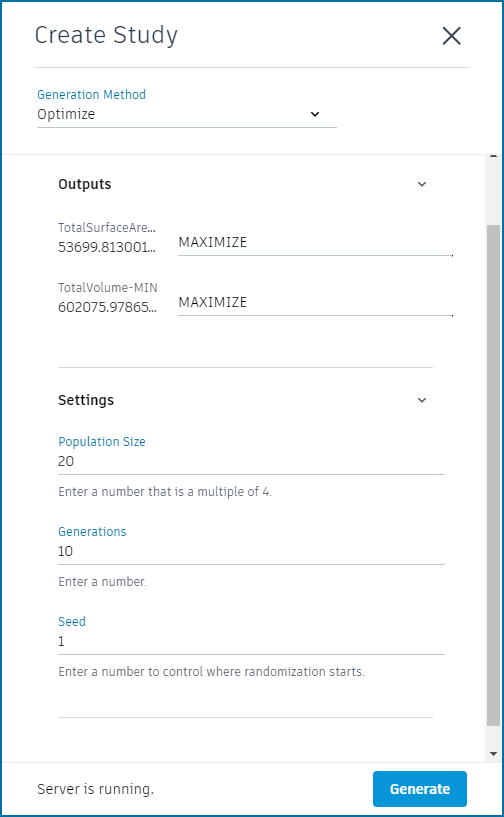 Create Study
Generation Method
Optimize
Outputs
TotalSurfaceAre...
53699.813001...
MAXIMIZE
TotalVolume-MIN
602075.97865...
MAXIMIZE
Settings
Population Size
20
Enter a number that is a multiple of 4.
Generations
10
Enter a number.
Seed
1
Enter a number to control where randomization starts.
Server is running.
Generate